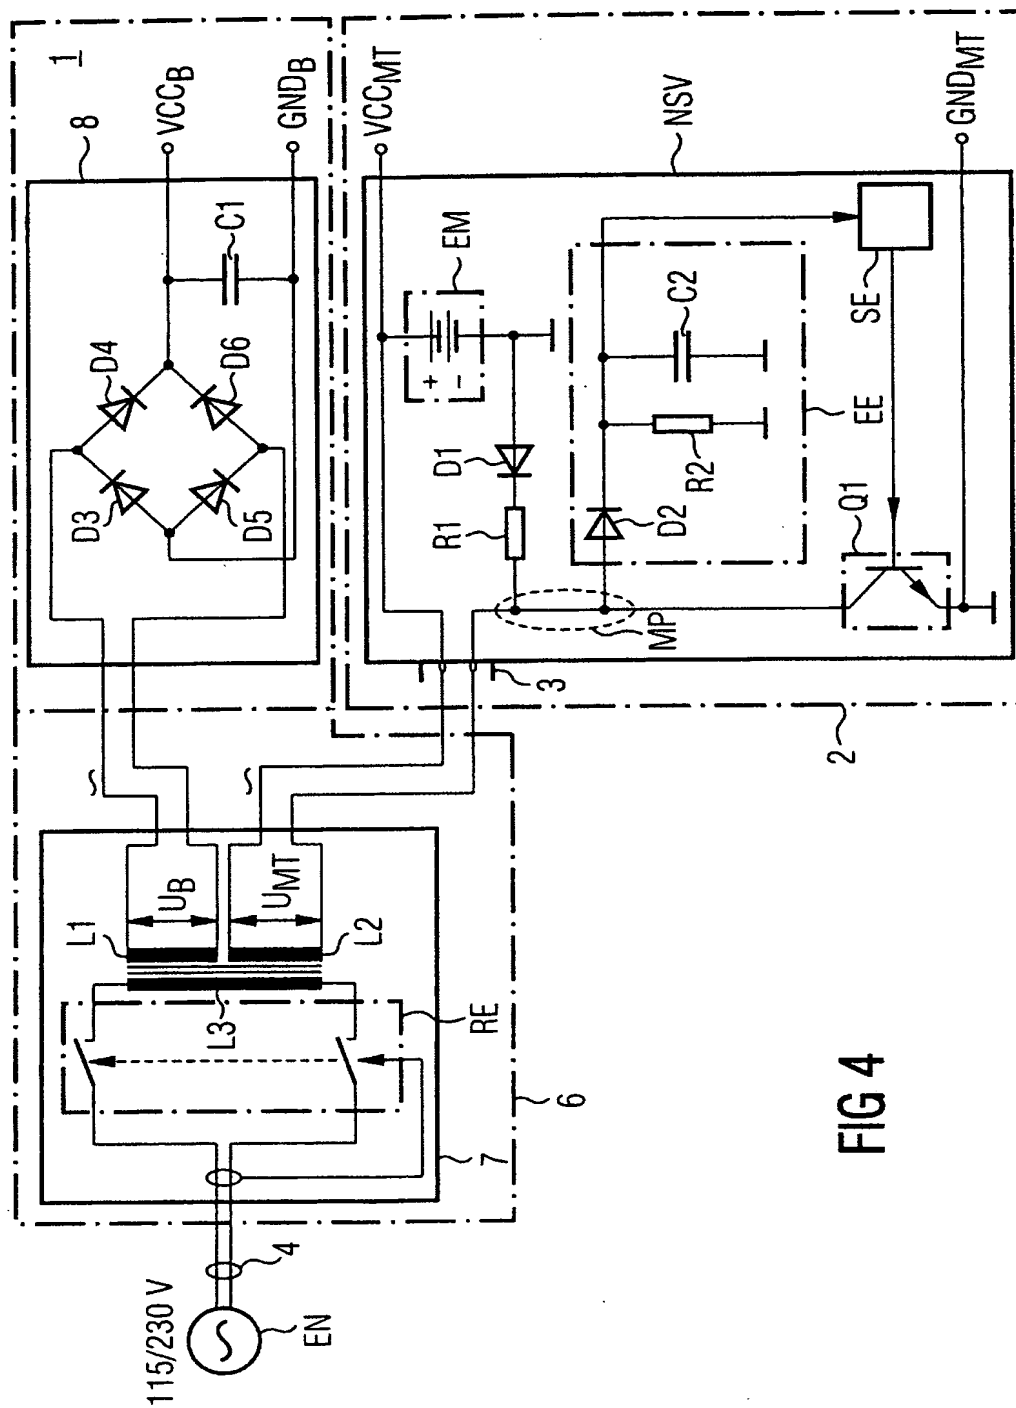 1
8
VCCB
GNDB
D4
D6
D3
D5
C1
VCCMT
NSV
GNDMT
EM
+
−
D1
R1
C2
R2
D2
EE
SE
Q1
MP
3
2
~
~
L1
UB
UMT
L2
L3
RE
6
7
4
115/230 V
~
EN
FIG 4